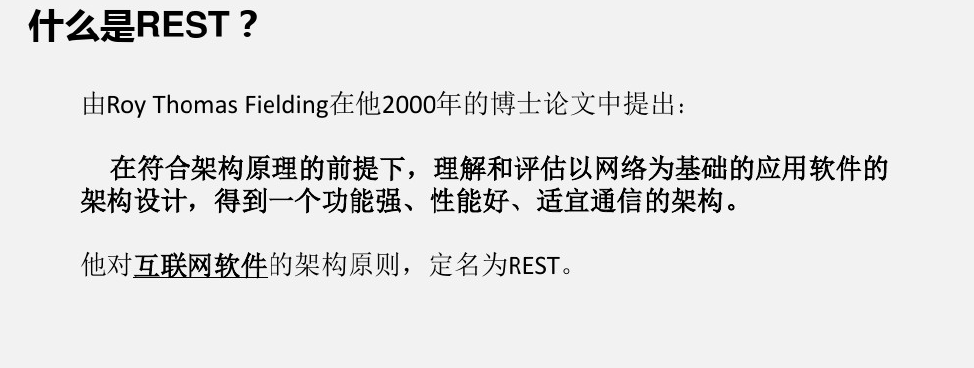 什么是REST？
由Roy Thomas Fielding在他2000年的博士论文中提出：
在符合架构原理的前提下，理解和评估以网络为基础的应用软件的
架构设计，得到一个功能强、性能好、适宜通信的架构。
他对互联网软件的架构原则，定名为REST。